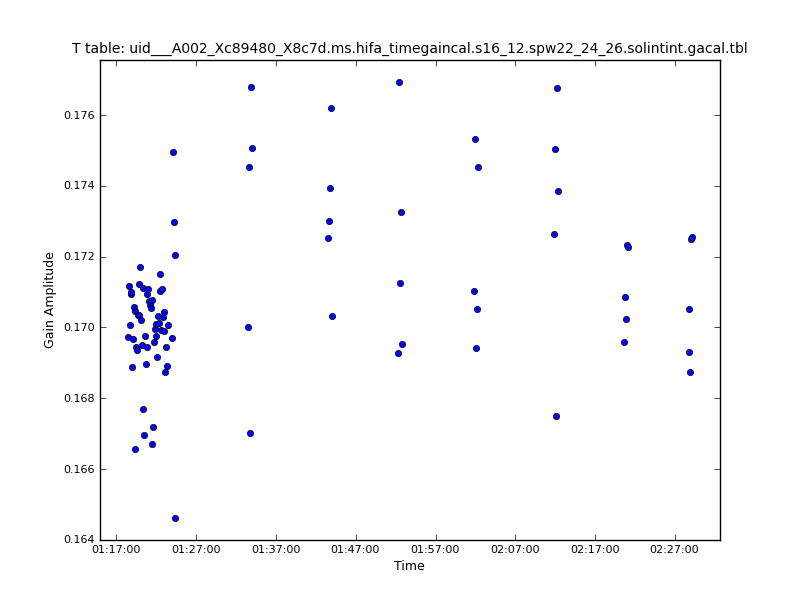 T table: uid___A002_Xc89480_X8c7d.ms.hifa_timegaincal.s16_12.spw22_24_26.solintint.gacal.tbl
0.176
0.174
0.172
0.170
0.168
0.166
0.164
Gain Amplitude
01:17:00 01:27:00 01:37:00 01:47:00 01:57:00 02:07:00 02:17:00 02:27:00
Time